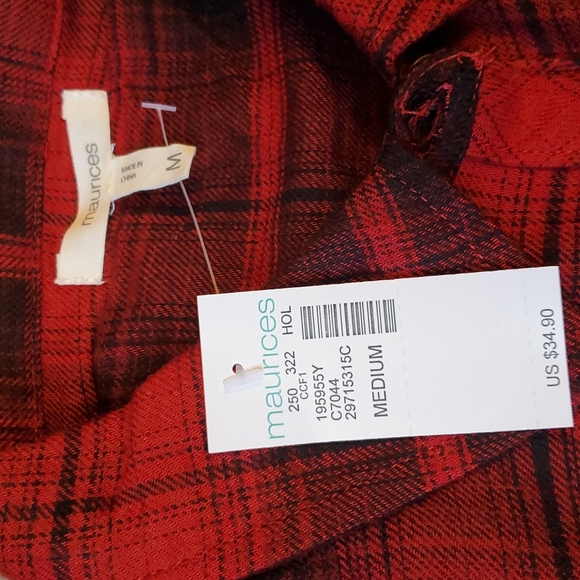 maurices
MADE IN
CHINA
M
maurices
250 322 HOL
CCF1
195955Y
C7044
29715315C
MEDIUM
US $34.90